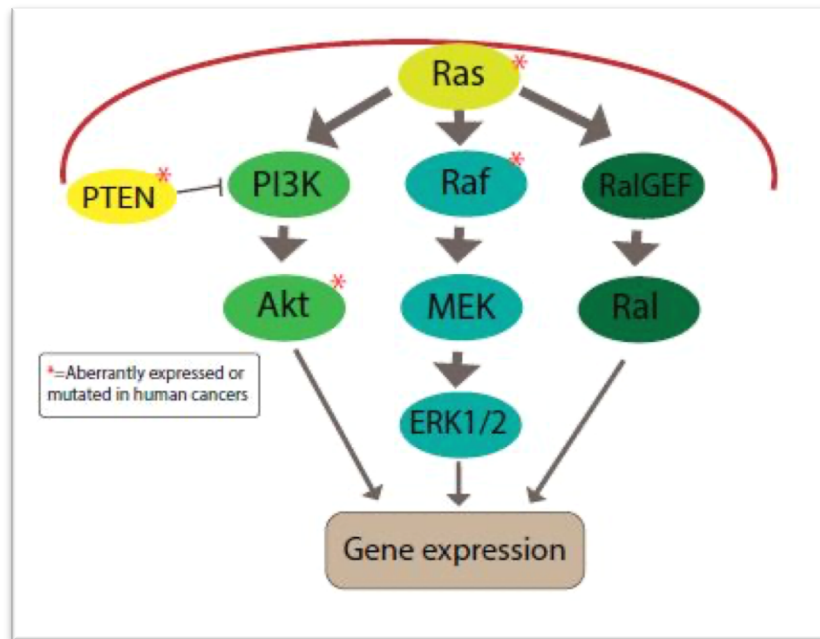 Ras*
PTEN*
PI3K
Raf*
RalGEF
Akt*
MEK
Ral
*=Aberrantly expressed or
mutated in human cancers
ERK1/2
Gene expression